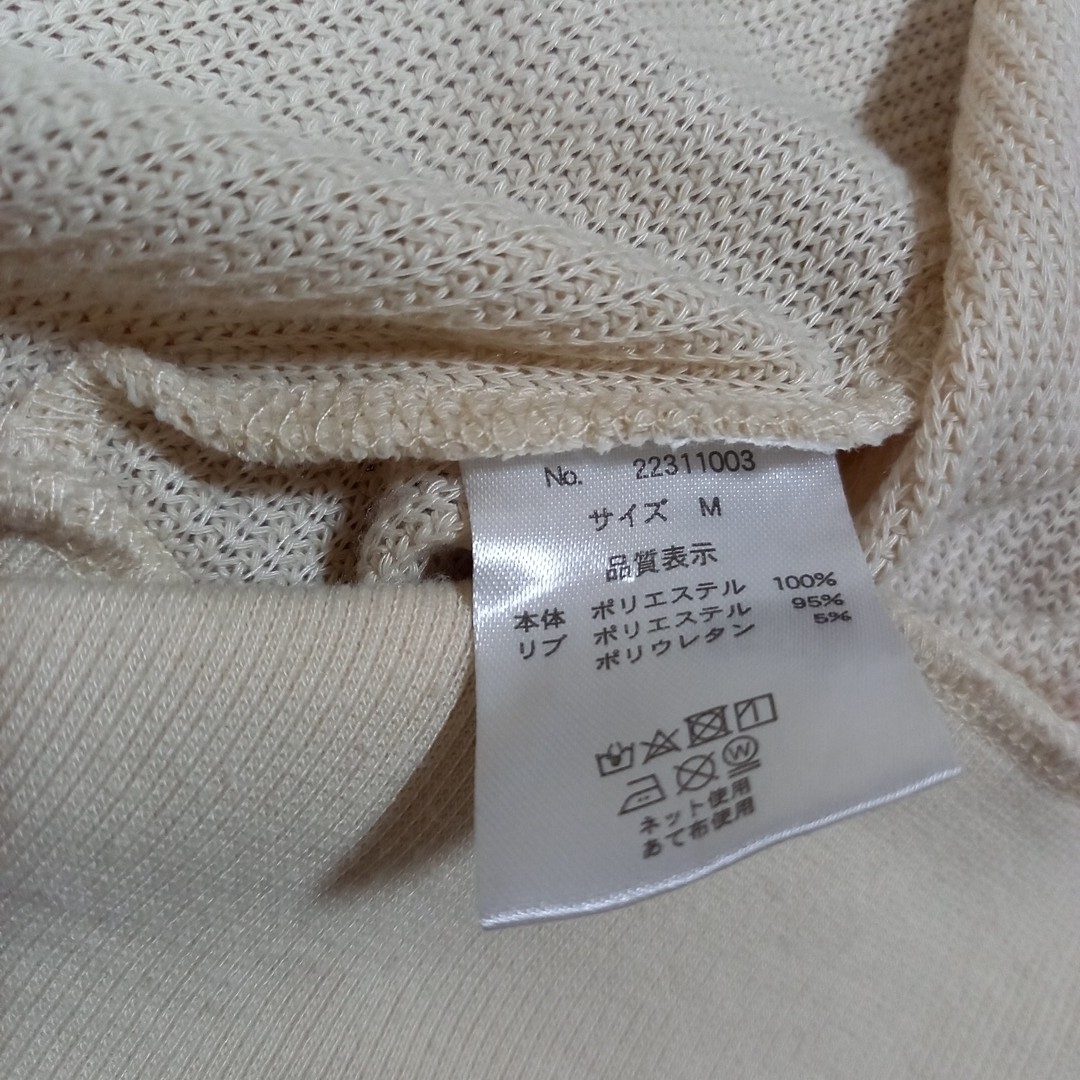 No. 22311003
サイズ M
品質表示
本体 ポリエステル 100%
リブ ポリエステル 95%
ポリウレタン 5%
W
ネット使用
あて布使用